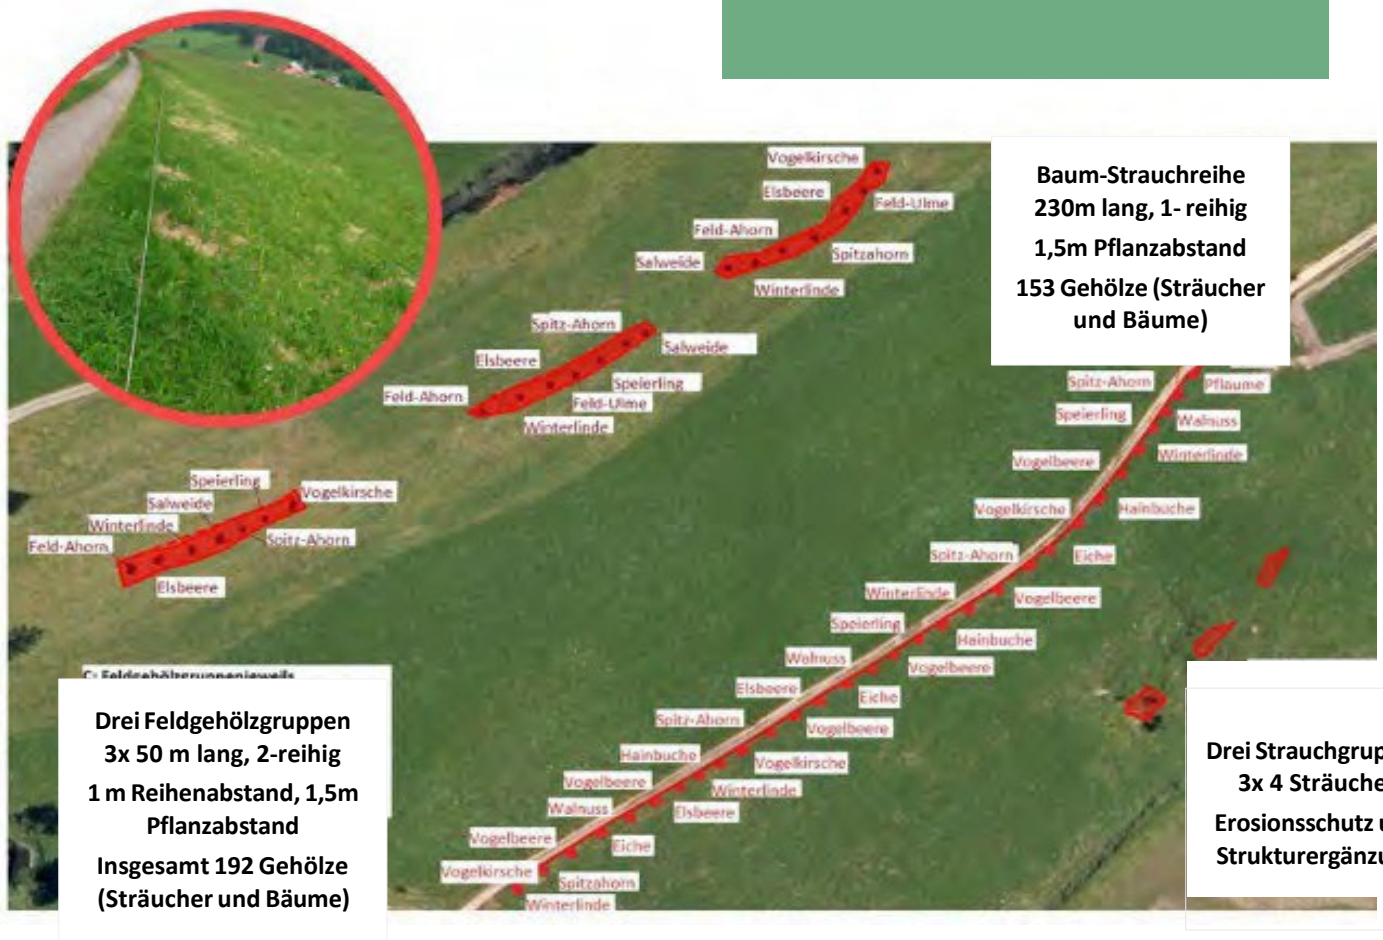 Vogelkirsche
Elsbeere
Feld-Ulme
Feld-Ahorn
Spitzahorn
Salweide
Winterlinde
Spitz-Ahorn
Salweide
Elsbeere
Speierling
Feld-Ahorn
Feld-Ulme
Winterlinde
Speierling
Vogelkirsche
Salweide
Winterlinde
Spitz-Ahorn
Feld-Ahorn
Elsbeere
Baum-Strauchreihe
230m lang, 1- reihig
1,5m Pflanzabstand
153 Gehölze (Sträucher
und Bäume)
Spitz-Ahorn
Pflaume
Speierling
Walnuss
Winterlinde
Vogelbeere
Vogelkirsche
Hainbuche
Spitz-Ahorn
Eiche
Winterlinde
Vogelbeere
Speierling
Hainbuche
Walnuss
Vogelbeere
Elsbeere
Eiche
Spitz-Ahorn
Vogelbeere
Hainbuche
Vogelkirsche
Vogelbeere
Winterlinde
Walnuss
Elsbeere
Vogelbeere
Eiche
Vogelkirsche
Spitzahorn
Winterlinde
Drei Feldgehölzgruppen
3x 50 m lang, 2-reihig
1 m Reihenabstand, 1,5m
Pflanzabstand
Insgesamt 192 Gehölze
(Sträucher und Bäume)
Drei Strauchgrup
3x 4 Sträuche
Erosionsschutz u
Strukturergänzu